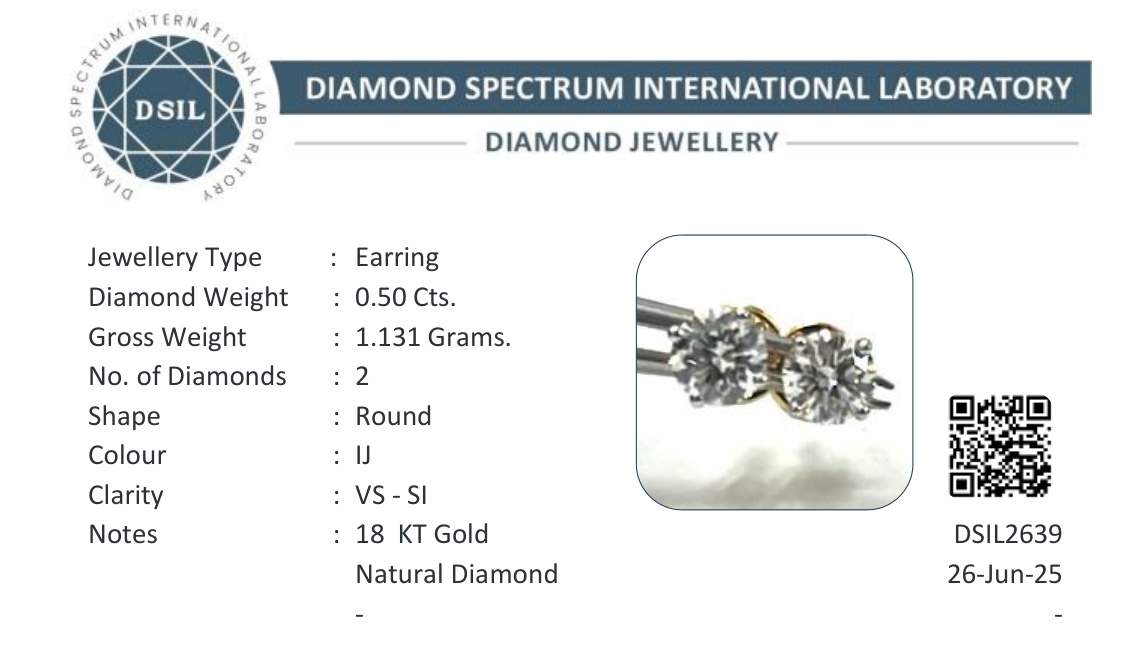 DIAMOND SPECTRUM INTERNATIONAL LABORATORY
DSIL
DIAMOND SPECTRUM INTERNATIONAL LABORATORY
DIAMOND JEWELLERY
Jewellery Type : Earring
Diamond Weight : 0.50 Cts.
Gross Weight : 1.131 Grams.
No. of Diamonds : 2
Shape : Round
Colour : IJ
Clarity : VS - SI
Notes : 18 KT Gold
DSIL2639
Natural Diamond
26-Jun-25
-
-